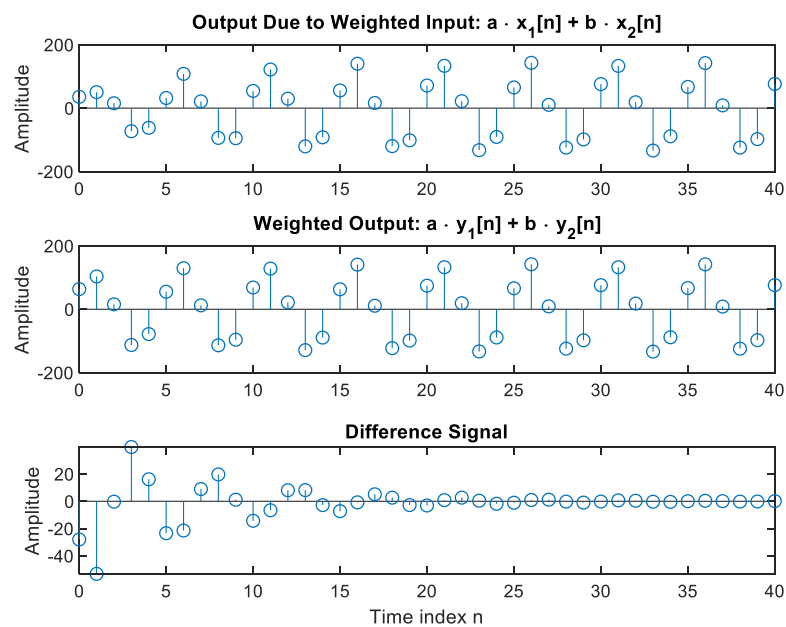 Output Due to Weighted Input: a · x1[n] + b · x2[n]
Amplitude
200
0
-200
0 5 10 15 20 25 30 35 40
Weighted Output: a · y1[n] + b · y2[n]
Amplitude
200
0
-200
0 5 10 15 20 25 30 35 40
Difference Signal
Amplitude
20
0
-20
-40
0 5 10 15 20 25 30 35 40
Time index n